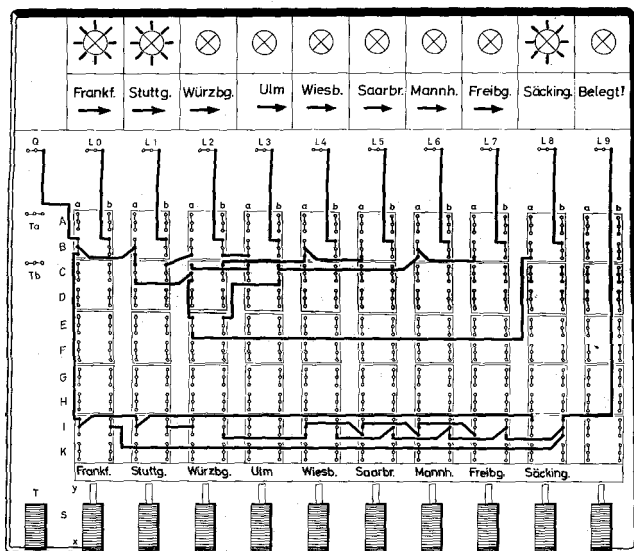 Frankf. Stuttg. Würzbg. Ulm Wiesb. Saarbr. Mannh. Freibg. Säcking. Belegt!
Q L0 L1 L2 L3 L4 L5 L6 L7 L8 L9
a b a b a b a b a b a b a b a b a b a b
A
Ta
B
C
Tb
D
E
F
G
H
I
K
Frankf. Stuttg. Würzbg. Ulm Wiesb. Saarbr. Mannh. Freibg. Säcking.
T y
S
x